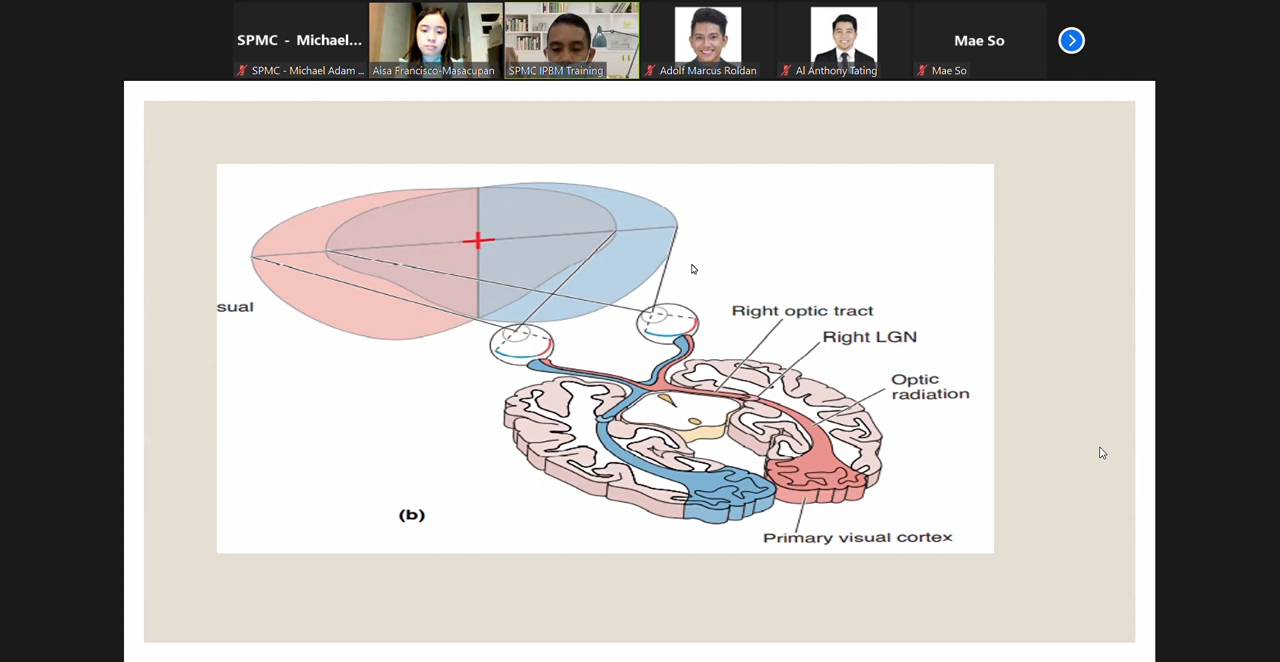 SPMC - Michael...
SPMC - Michael Adam ...
Aisa Francisco-Masacupan
SPMC IPBM Training
Adolf Marcus Roldan
Al Anthony Tating
Mae So
Mae So
sual
Right optic tract
Right LGN
Optic
radiation
(b)
Primary visual cortex